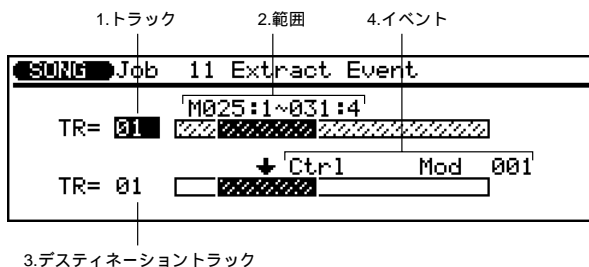 1.トラック 2.範囲 4.イベント
SONG Job 11 Extract Event
M025:1~031:4
TR= 01
Ctrl Mod 001
TR= 01
3.デスティネーショントラック